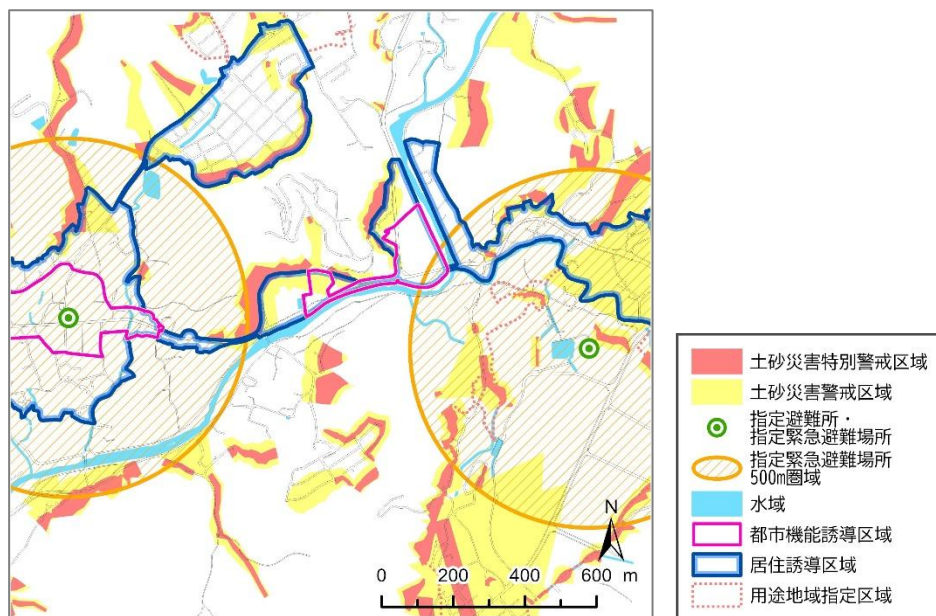 N
0 200 400 600 m
土砂災害特別警戒区域
土砂災害警戒区域
指定避難所・
指定緊急避難場所
指定緊急避難場所
500m圏域
水域
都市機能誘導区域
居住誘導区域
用途地域指定区域